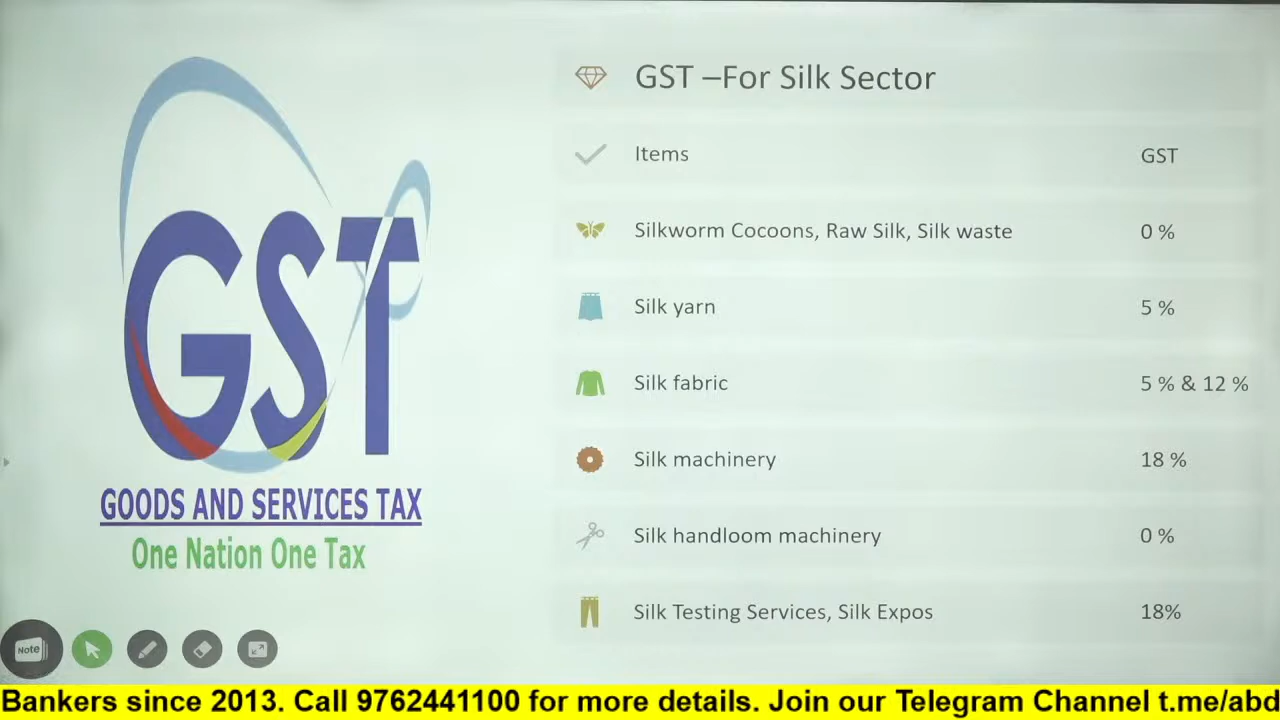 GST
GOODS AND SERVICES TAX
One Nation One Tax
GST –For Silk Sector
Items GST
Silkworm Cocoons, Raw Silk, Silk waste 0 %
Silk yarn 5 %
Silk fabric 5 % & 12 %
Silk machinery 18 %
Silk handloom machinery 0 %
Silk Testing Services, Silk Expos 18%
Note
Bankers since 2013. Call 9762441100 for more details. Join our Telegram Channel t.me/abd